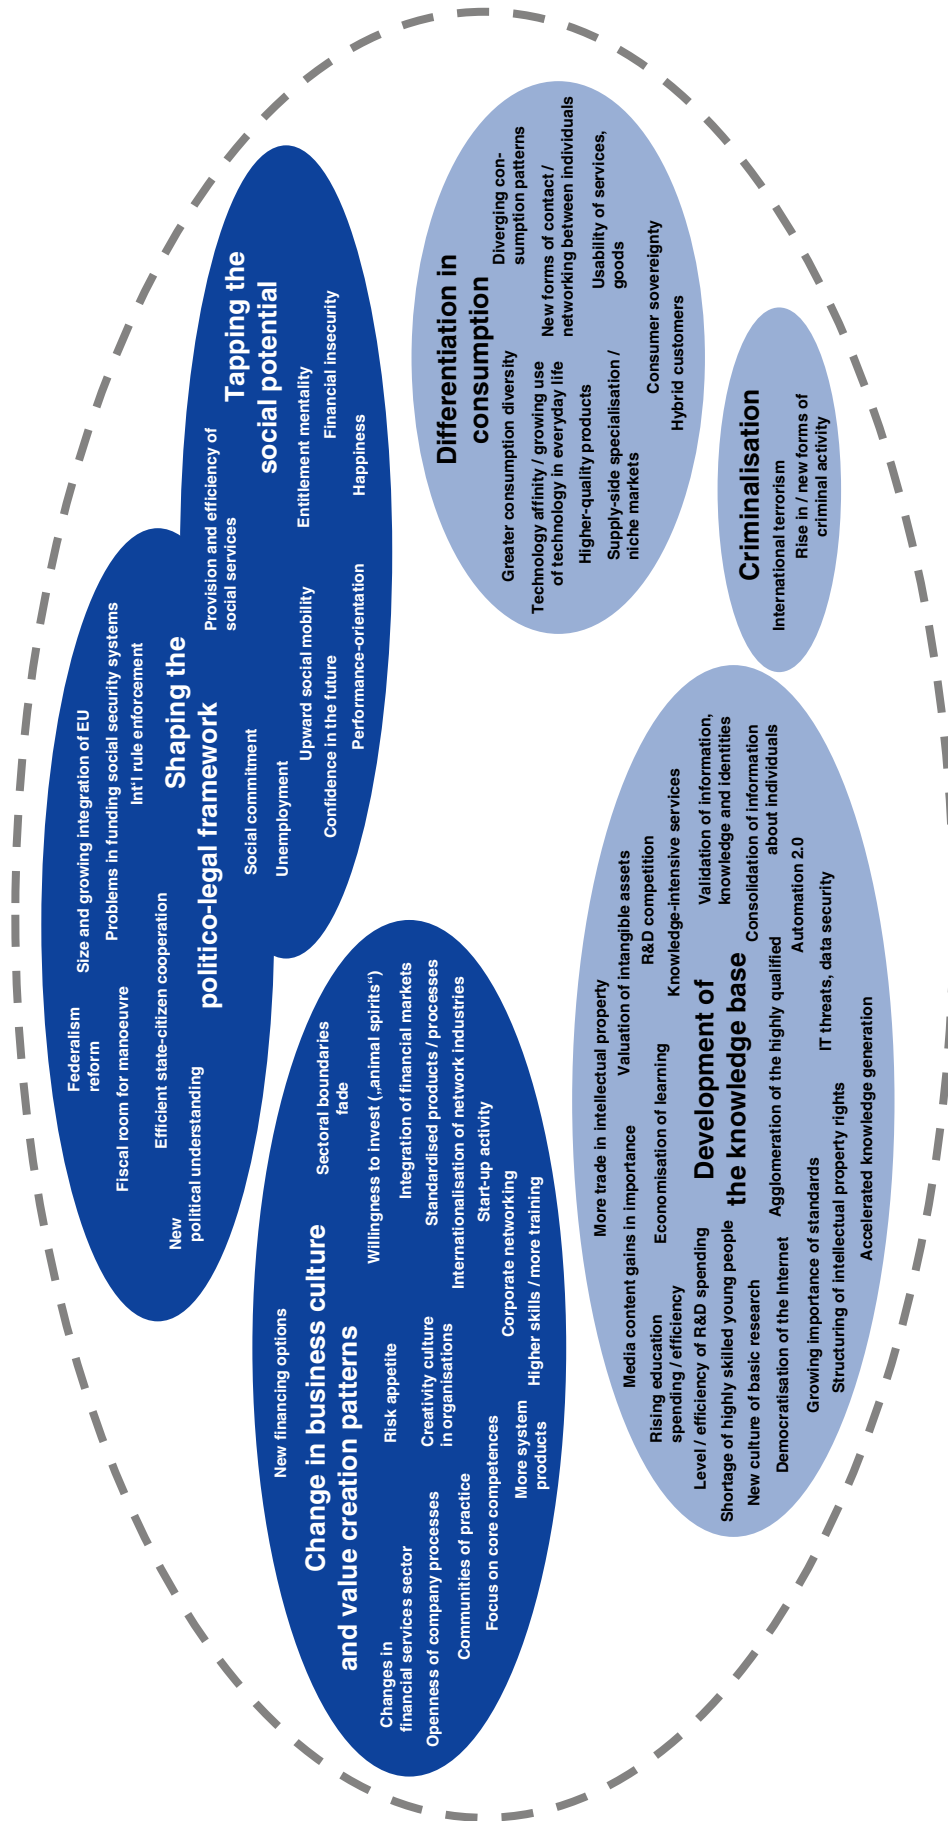 Federalism
reform
Size and growing integration of EU
Fiscal room for manoeuvre
Problems in funding social security systems
Int'l rule enforcement
Efficient state-citizen cooperation
New
political understanding
Shaping the
politico-legal framework
Tapping the
social potential
Provision and efficiency of
social services
Social commitment
Unemployment
Entitlement mentality
Upward social mobility
Financial insecurity
Confidence in the future
Happiness
Performance-orientation
New financing options
Change in business culture
and value creation patterns
Sectoral boundaries
fade
Willingness to invest („animal spirits“)
Risk appetite
Integration of financial markets
Changes in
financial services sector
Creativity culture
in organisations
Standardised products / processes
Openness of company processes
Internationalisation of network industries
Communities of practice
Start-up activity
Focus on core competences
Corporate networking
More system
products
Higher skills / more training
Differentiation in
consumption
Greater consumption diversity
Diverging con-
sumption patterns
Technology affinity / growing use
of technology in everyday life
New forms of contact /
networking between individuals
Higher-quality products
Usability of services,
goods
Supply-side specialisation /
niche markets
Consumer sovereignty
Hybrid customers
More trade in intellectual property
Media content gains in importance
Valuation of intangible assets
R&D competition
Rising education
spending / efficiency
Economisation of learning
Knowledge-intensive services
Level / efficiency of R&D spending
Development of
the knowledge base
Validation of information,
knowledge and identities
Shortage of highly skilled young people
New culture of basic research
Consolidation of information
about individuals
Democratisation of the Internet
Agglomeration of the highly qualified
Automation 2.0
Growing importance of standards
IT threats, data security
Structuring of intellectual property rights
Accelerated knowledge generation
Criminalisation
International terrorism
Rise in / new forms of
criminal activity